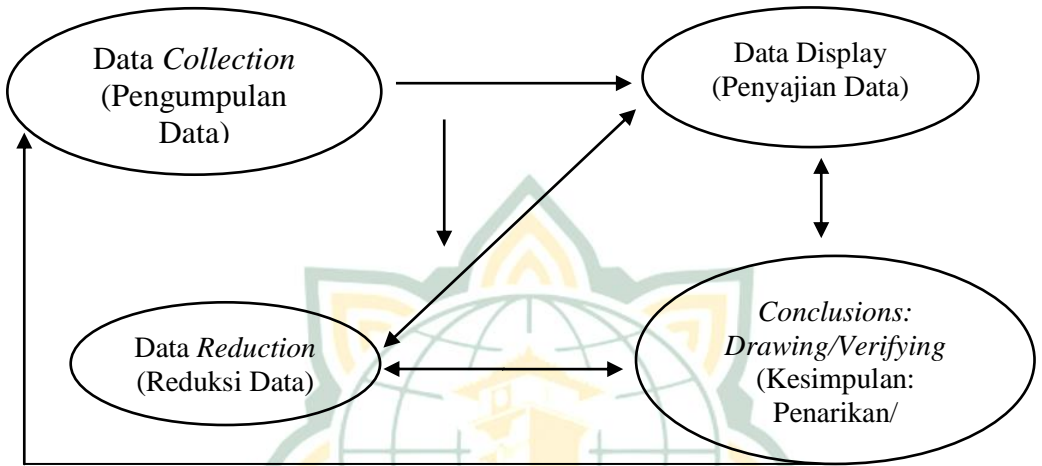 Data Collection
(Pengumpulan
Data)
Data Display
(Penyajian Data)
Data Reduction
(Reduksi Data)
Conclusions:
Drawing/Verifying
(Kesimpulan:
Penarikan/